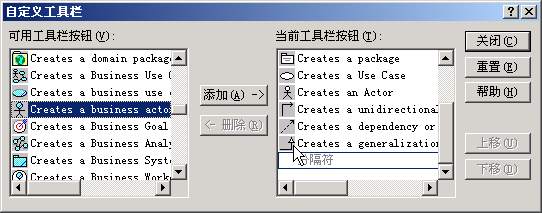 自定义工具栏
可用工具栏按钮(V):
Creates a domain package
Creates a Business Use C
Creates a business use
Creates a business acto
Creates a Business Goal
Creates a Business Analy
Creates a Business Syste
Creates a Business Worke
添加(A) ->
<- 删除(R)
当前工具栏按钮(T):
Creates a package
Creates a Use Case
Creates an Actor
Creates a unidirectional
Creates a dependency or
Creates a generalization
分隔符
关闭(C)
重置(E)
帮助(H)
上移(U)
下移(D)